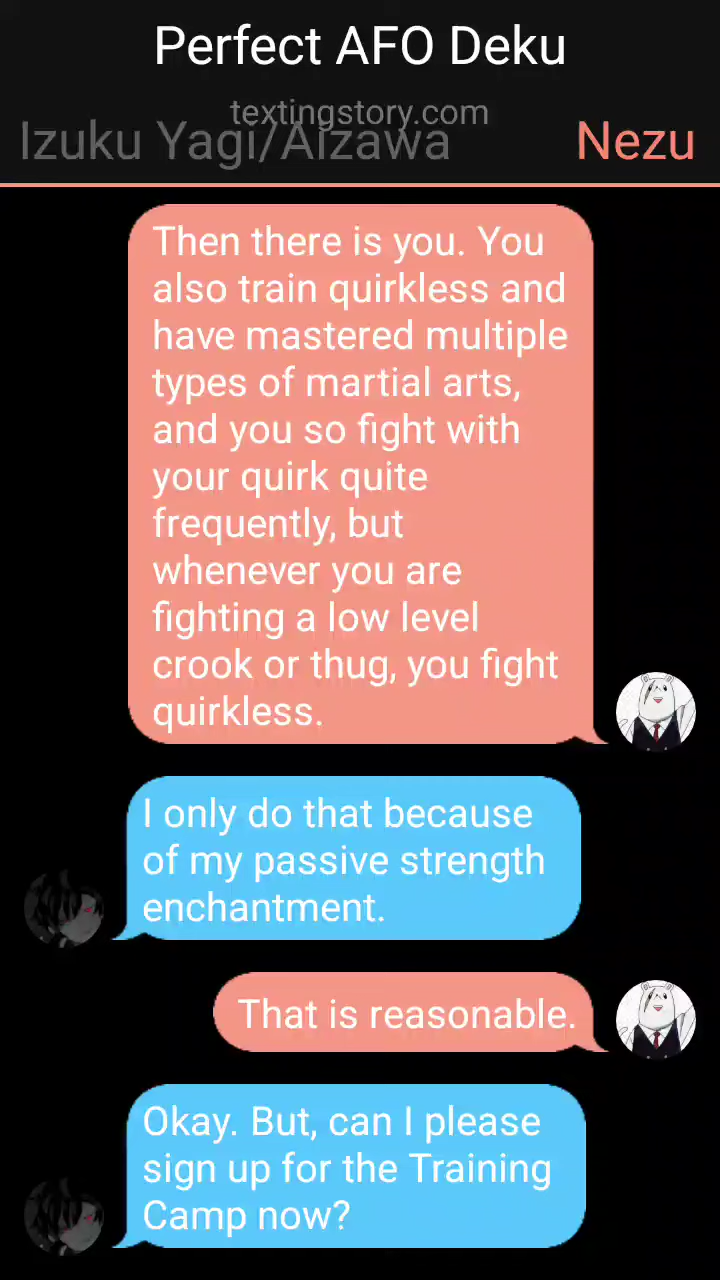 Perfect AFO Deku
textingstory.com
Izuku Yagi/Aizawa
Nezu
Then there is you. You
also train quirkless and
have mastered multiple
types of martial arts,
and you so fight with
your quirk quite
frequently, but
whenever you are
fighting a low level
crook or thug, you fight
quirkless.
I only do that because
of my passive strength
enchantment.
That is reasonable.
Okay. But, can I please
sign up for the Training
Camp now?